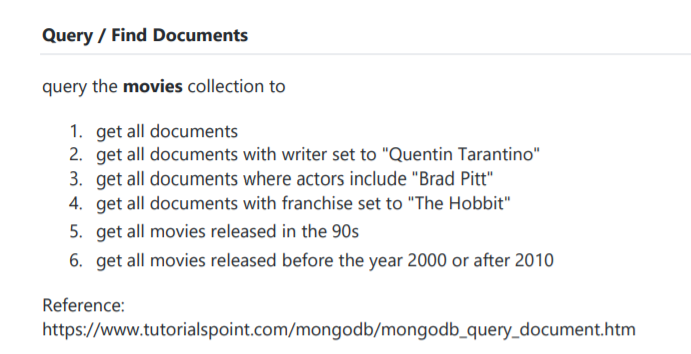 Query / Find Documents
query the movies collection to
1. get all documents
2. get all documents with writer set to "Quentin Tarantino"
3. get all documents where actors include "Brad Pitt"
4. get all documents with franchise set to "The Hobbit"
5. get all movies released in the 90s
6. get all movies released before the year 2000 or after 2010
Reference:
https://www.tutorialspoint.com/mongodb/mongodb_query_document.htm